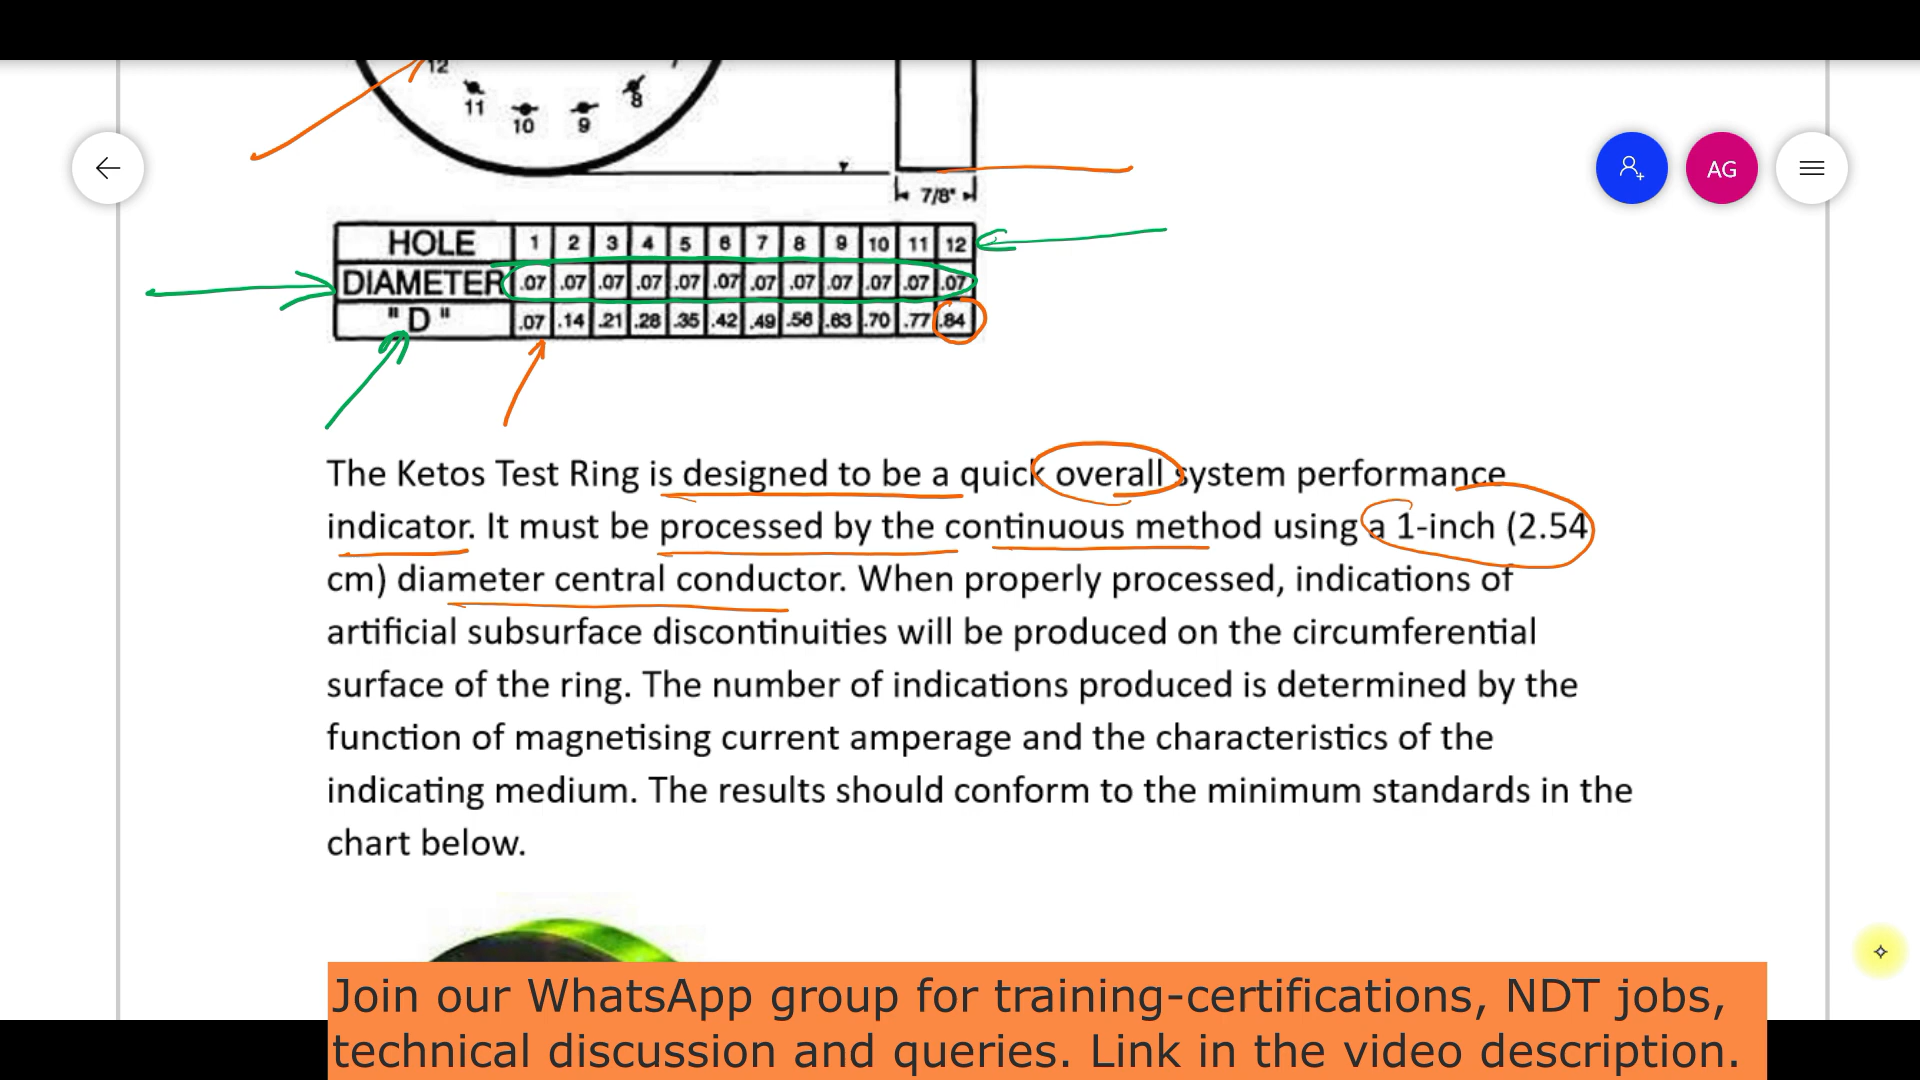 12
11
8
10
9
7/8"
AG
HOLE 1 2 3 4 5 6 7 8 9 10 11 12
DIAMETER .07 .07 .07 .07 .07 .07 .07 .07 .07 .07 .07 .07
"D" .07 .14 .21 .28 .35 .42 .49 .56 .63 .70 .77 .84
The Ketos Test Ring is designed to be a quick overall system performance
indicator. It must be processed by the continuous method using a 1-inch (2.54
cm) diameter central conductor. When properly processed, indications of
artificial subsurface discontinuities will be produced on the circumferential
surface of the ring. The number of indications produced is determined by the
function of magnetising current amperage and the characteristics of the
indicating medium. The results should conform to the minimum standards in the
chart below.
Join our WhatsApp group for training-certifications, NDT jobs,
technical discussion and queries. Link in the video description.